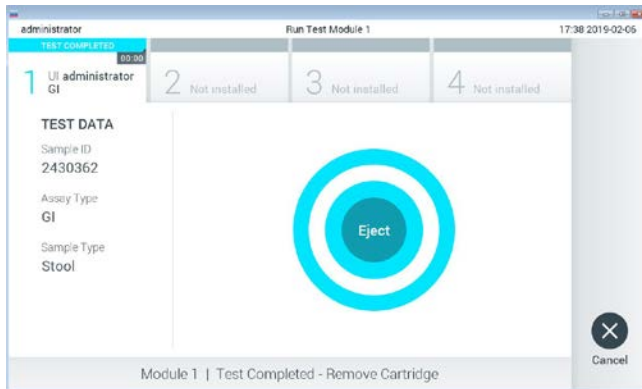 administrator Run Test Module 1 17:38 2019-02-06
TEST COMPLETED
00:00
1 UI administrator
GI
2 Not installed
3 Not installed
4 Not installed
TEST DATA
Sample ID
2430362
Assay Type
GI
Sample Type
Stool
Eject
Cancel
Module 1 | Test Completed - Remove Cartridge